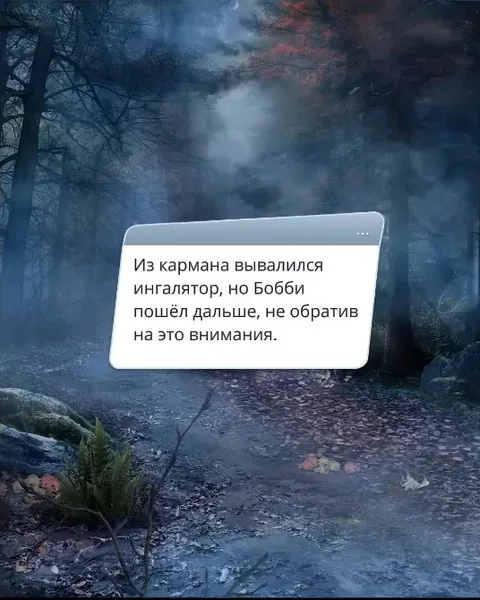 ...
Из кармана вывалился
ингалятор, но Бобби
пошёл дальше, не обратив
на это внимания.